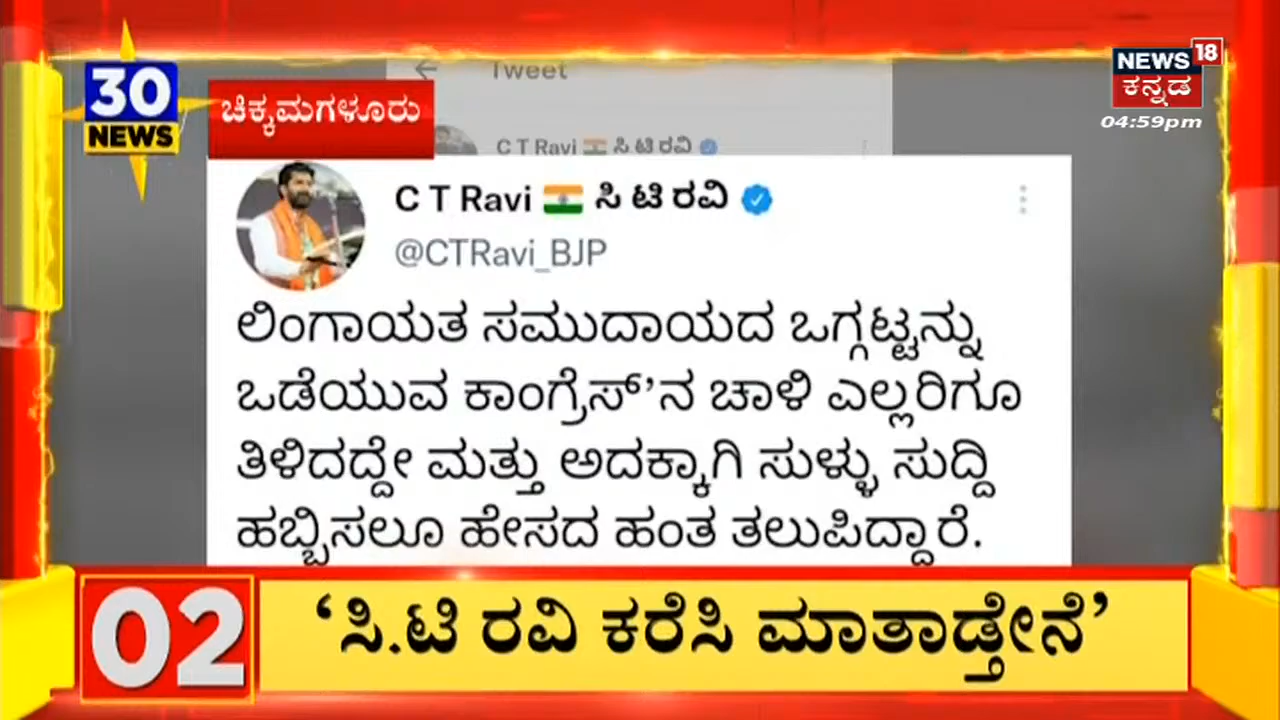 30
NEWS
ಚಿಕ್ಕಮಗಳೂರು
NEWS 18
ಕನ್ನಡ
04:59pm
Tweet
C T Ravi ಸಿ ಟಿ ರವಿ
C T Ravi ಸಿ ಟಿ ರವಿ
@CTRavi_BJP
ಲಿಂಗಾಯತ ಸಮುದಾಯದ ಒಗ್ಗಟ್ಟನ್ನು
ಒಡೆಯುವ ಕಾಂಗ್ರೆಸ್'ನ ಚಾಳಿ ಎಲ್ಲರಿಗೂ
ತಿಳಿದದ್ದೇ ಮತ್ತು ಅದಕ್ಕಾಗಿ ಸುಳ್ಳು ಸುದ್ದಿ
ಹಬ್ಬಿಸಲೂ ಹೇಸದ ಹಂತ ತಲುಪಿದ್ದಾರೆ.
02
'ಸಿ.ಟಿ ರವಿ ಕರೆಸಿ ಮಾತಾಡ್ತೇನೆ'